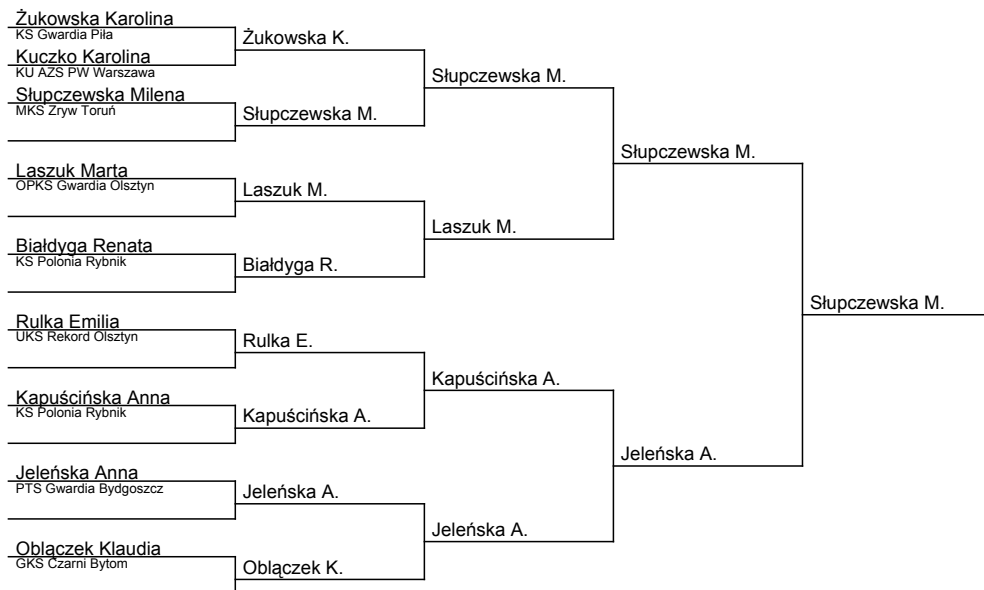 Żukowska Karolina
KS Gwardia Piła
Kuczko Karolina
KU AZS PW Warszawa
Słupczewska Milena
MKS Zryw Toruń
Laszuk Marta
OPKS Gwardia Olsztyn
Białdyga Renata
KS Polonia Rybnik
Rulka Emilia
UKS Rekord Olsztyn
Kapuścińska Anna
KS Polonia Rybnik
Jeleńska Anna
PTS Gwardia Bydgoszcz
Oblączek Klaudia
GKS Czarni Bytom
Żukowska K.
Słupczewska M.
Laszuk M.
Białdyga R.
Rulka E.
Kapuścińska A.
Jeleńska A.
Oblączek K.
Słupczewska M.
Laszuk M.
Kapuścińska A.
Jeleńska A.
Słupczewska M.
Jeleńska A.
Słupczewska M.